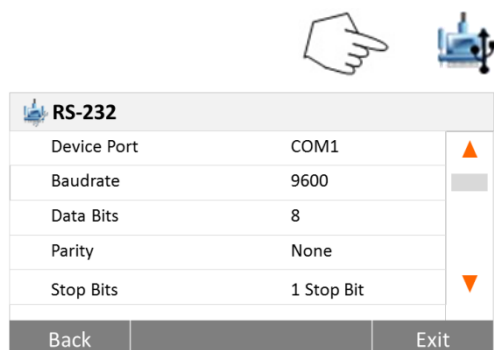 RS-232
Device Port COM1
Baudrate 9600
Data Bits 8
Parity None
Stop Bits 1 Stop Bit
Back Exit